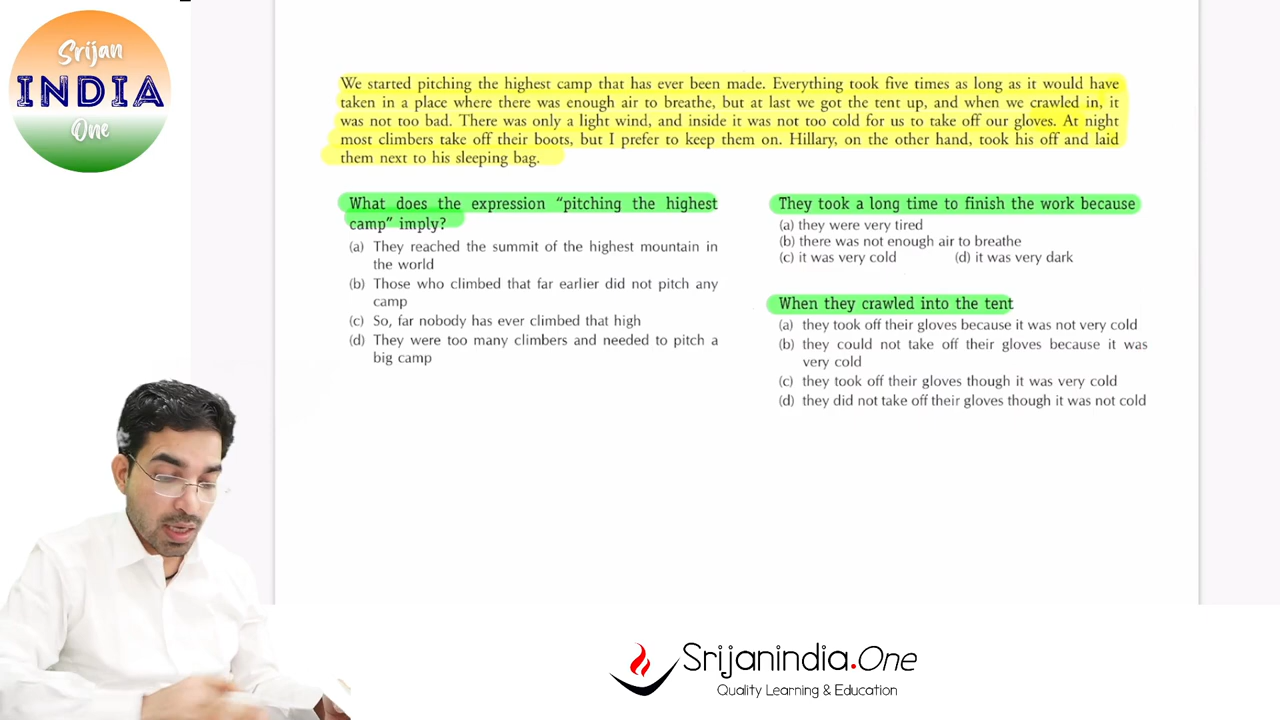 Srijan
INDIA
One
We started pitching the highest camp that has ever been made. Everything took five times as long as it would have
taken in a place where there was enough air to breathe, but at last we got the tent up, and when we crawled in, it
was not too bad. There was only a light wind, and inside it was not too cold for us to take off our gloves. At night
most climbers take off their boots, but I prefer to keep them on. Hillary, on the other hand, took his off and laid
them next to his sleeping bag.
What does the expression "pitching the highest
camp" imply?
(a) They reached the summit of the highest mountain in
the world
(b) Those who climbed that far earlier did not pitch any
camp
(c) So, far nobody has ever climbed that high
(d) They were too many climbers and needed to pitch a
big camp
They took a long time to finish the work because
(a) they were very tired
(b) there was not enough air to breathe
(c) it was very cold (d) it was very dark
When they crawled into the tent
(a) they took off their gloves because it was not very cold
(b) they could not take off their gloves because it was
very cold
(c) they took off their gloves though it was very cold
(d) they did not take off their gloves though it was not cold
Srijanindia.One
Quality Learning & Education